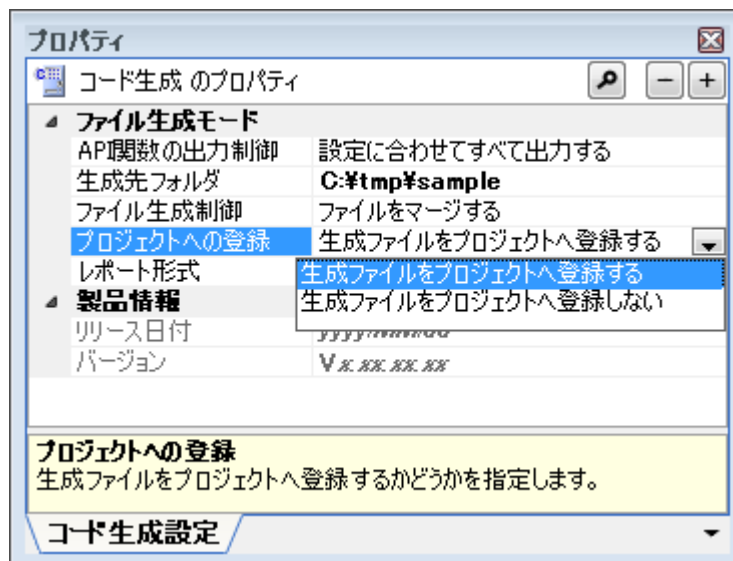 プロパティ
コード生成 のプロパティ
ファイル生成モード
API関数の出力制御 設定に合わせてすべて出力する
生成先フォルダ C:¥tmp¥sample
ファイル生成制御 ファイルをマージする
プロジェクトへの登録 生成ファイルをプロジェクトへ登録する
レポート形式 生成ファイルをプロジェクトへ登録する
製品情報 生成ファイルをプロジェクトへ登録しない
リリース日付
バージョン Vx.xx.xx.xx
プロジェクトへの登録
生成ファイルをプロジェクトへ登録するかどうかを指定します。
コード生成設定